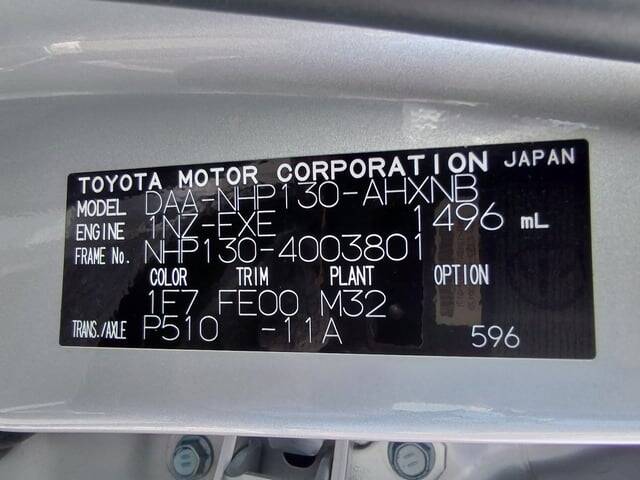 TOYOTA MOTOR CORPORATION JAPAN
MODEL DAA-NHP130-AHXNB
ENGINE 1NZ-EXE 1496 mL
FRAME No. NHP130-4003801
COLOR TRIM PLANT OPTION
1E7 FE00 M32
TRANS./AXLE P510 -11A 596